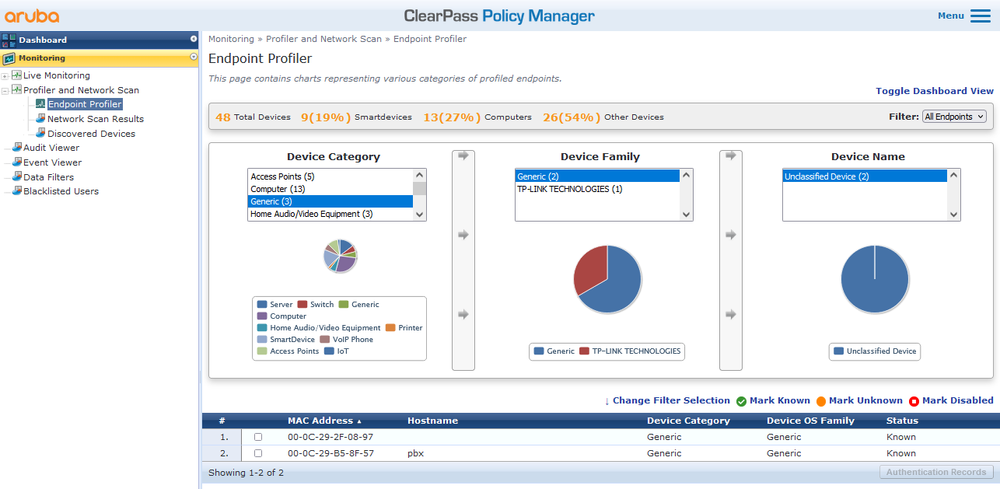 aruba
ClearPass Policy Manager
Menu
Dashboard
Monitoring
Live Monitoring
Profiler and Network Scan
Endpoint Profiler
Network Scan Results
Discovered Devices
Audit Viewer
Event Viewer
Data Filters
Blacklisted Users
Monitoring » Profiler and Network Scan » Endpoint Profiler
Endpoint Profiler
This page contains charts representing various categories of profiled endpoints.
Toggle Dashboard View
48 Total Devices 9(19%) Smartdevices 13(27%) Computers 26(54%) Other Devices Filter: All Endpoints
Device Category
Access Points (5)
Computer (13)
Generic (3)
Home Audio/Video Equipment (3)
Server Switch Generic
Computer
Home Audio/Video Equipment Printer
SmartDevice VoIP Phone
Access Points IoT
Device Family
Generic (2)
TP-LINK TECHNOLOGIES (1)
Generic TP-LINK TECHNOLOGIES
Device Name
Unclassified Device (2)
Unclassified Device
↓ Change Filter Selection Mark Known Mark Unknown Mark Disabled
# MAC Address ▲ Hostname Device Category Device OS Family Status
1. 00-0C-29-2F-08-97 Generic Generic Known
2. 00-0C-29-B5-8F-57 pbx Generic Generic Known
Showing 1-2 of 2 Authentication Records